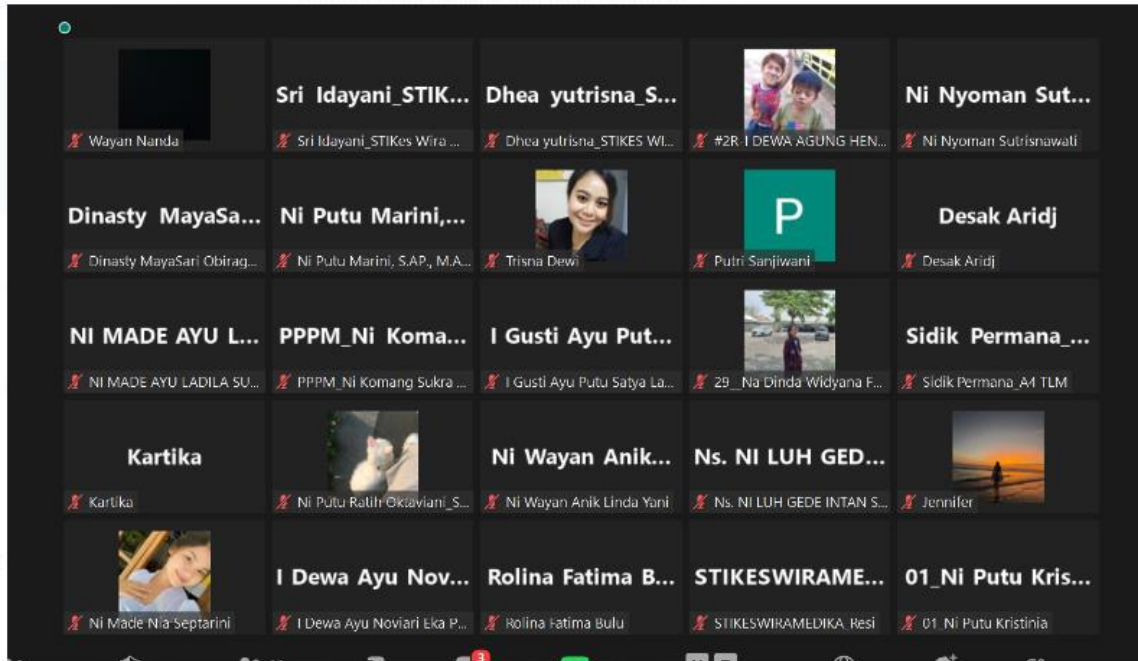 Wayan Nanda
Sri Idayani_STIK...
Sri Idayani_STIKes Wira ...
Dhea yutrisna_S...
Dhea yutrisna_STIKES WI...
#2R-I DEWA AGUNG HEN...
Ni Nyoman Sut...
Ni Nyoman Sutrisnawati
Dinasty MayaSa...
Dinasty MayaSari Obirag...
Ni Putu Marini,...
Ni Putu Marini, S.AP., M.A...
Trisna Dewi
P
Putri Sanjiwani
Desak Aridj
Desak Aridj
NI MADE AYU L...
NI MADE AYU LADILA SU...
PPPM_Ni Koma...
PPPM_Ni Komang Sukra ...
I Gusti Ayu Put...
I Gusti Ayu Putu Satya La...
29__Na Dinda Widyana F...
Sidik Permana_...
Sidik Permana_A4 TLM
Kartika
Kartika
Ni Putu Ratih Oktaviani_S...
Ni Wayan Anik...
Ni Wayan Anik Linda Yani
Ns. NI LUH GED...
Ns. NI LUH GEDE INTAN S...
Jennifer
Ni Made Nia Septarini
I Dewa Ayu Nov...
I Dewa Ayu Noviari Eka P...
Rolina Fatima B...
Rolina Fatima Bulu
STIKESWIRAME...
STIKESWIRAMEDIKA_Resi
01_Ni Putu Kris...
01_Ni Putu Kristinia
3